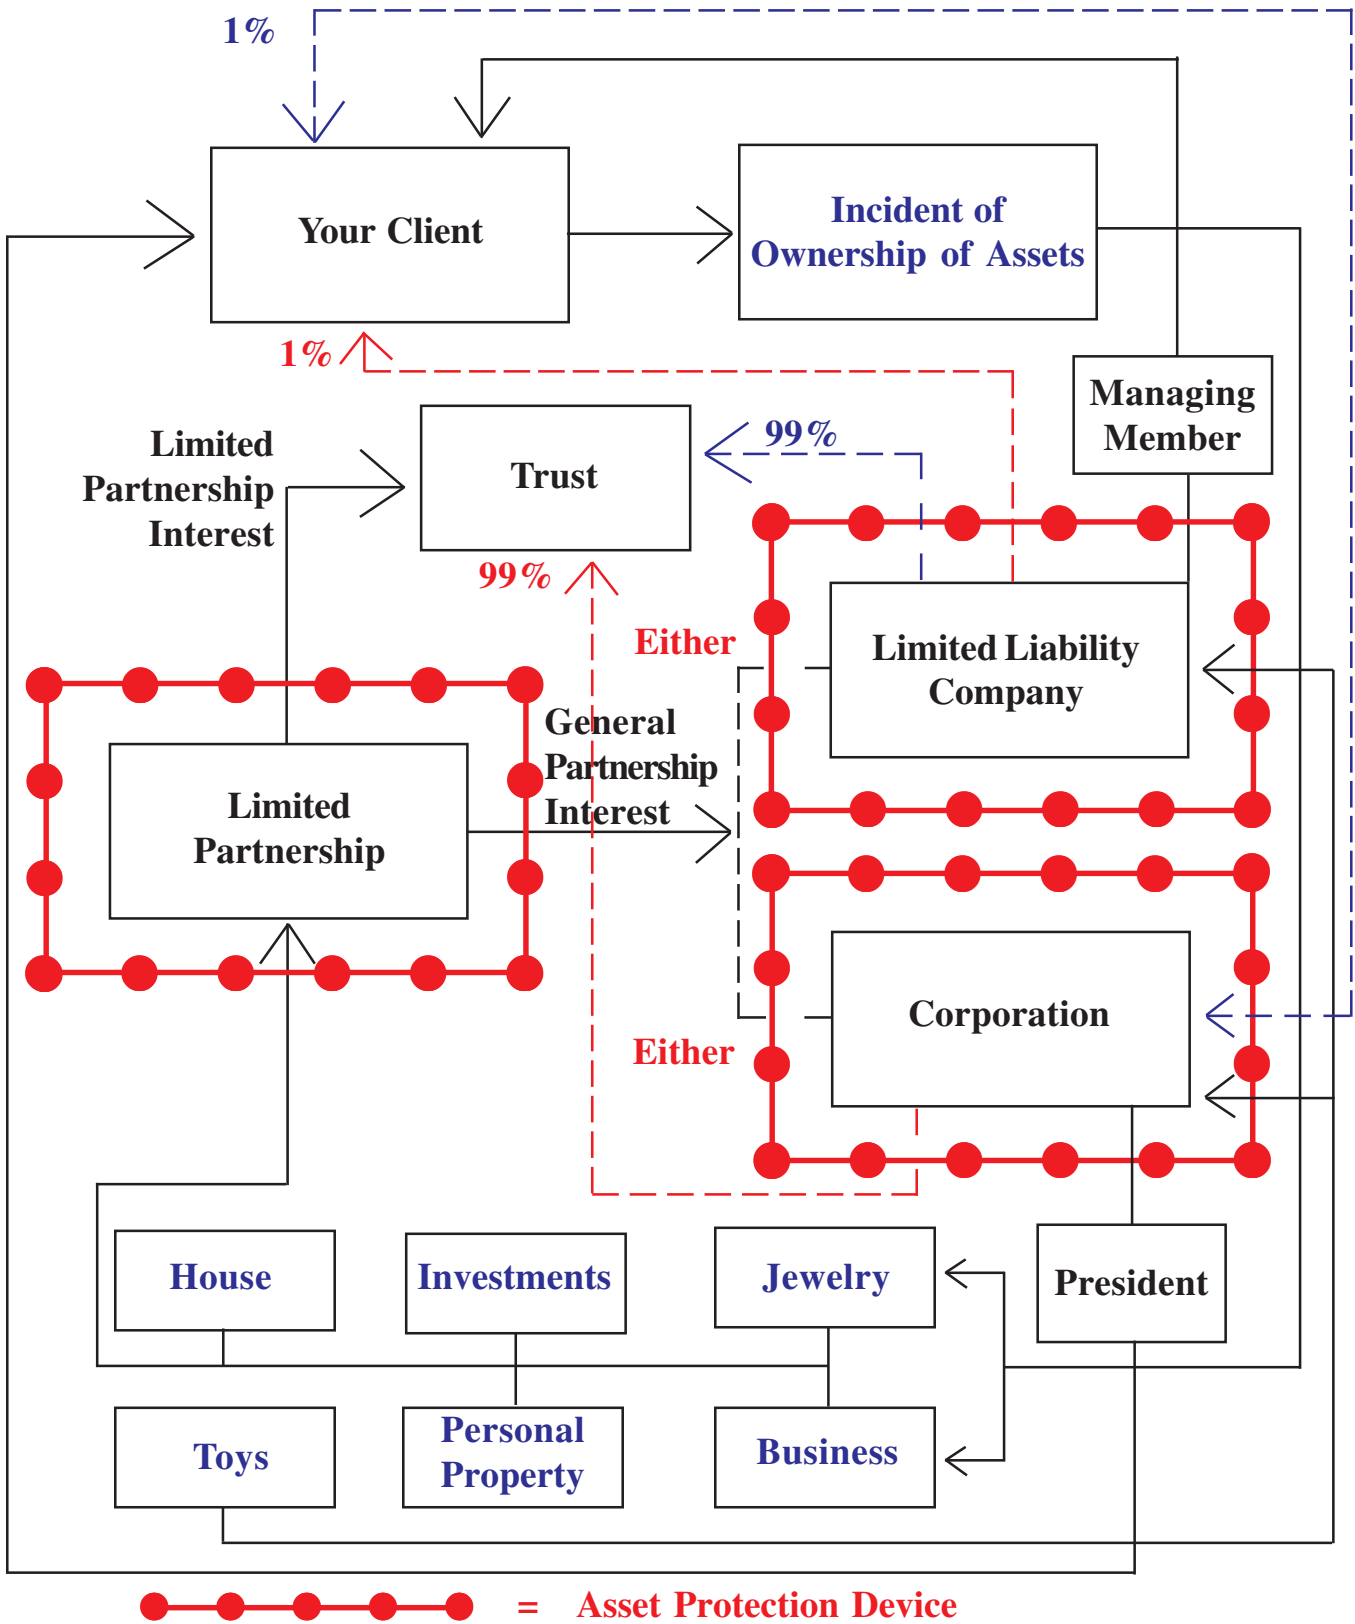 1%
Your Client
Incident of
Ownership of Assets
1%
Managing
Member
Limited
Partnership
Interest
Trust
99%
99%
Either
Limited Liability
Company
General
Partnership
Interest
Limited
Partnership
Corporation
Either
House
Investments
Jewelry
President
Toys
Personal
Property
Business
= Asset Protection Device